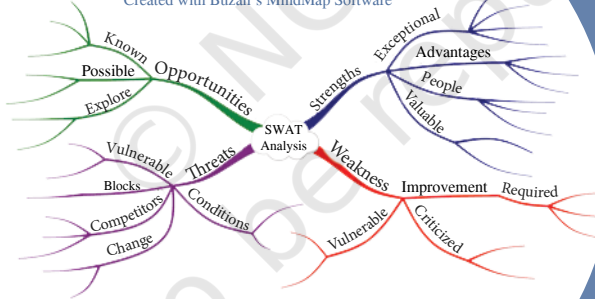 Created with Buzan's MindMap Software
Known
Possible
Explore
Opportunities
Exceptional
Advantages
People
Valuable
Strengths
SWAT
Analysis
Vulnerable
Blocks
Competitors
Change
Conditions
Threats
Weakness
Improvement
Required
Vulnerable
Criticized